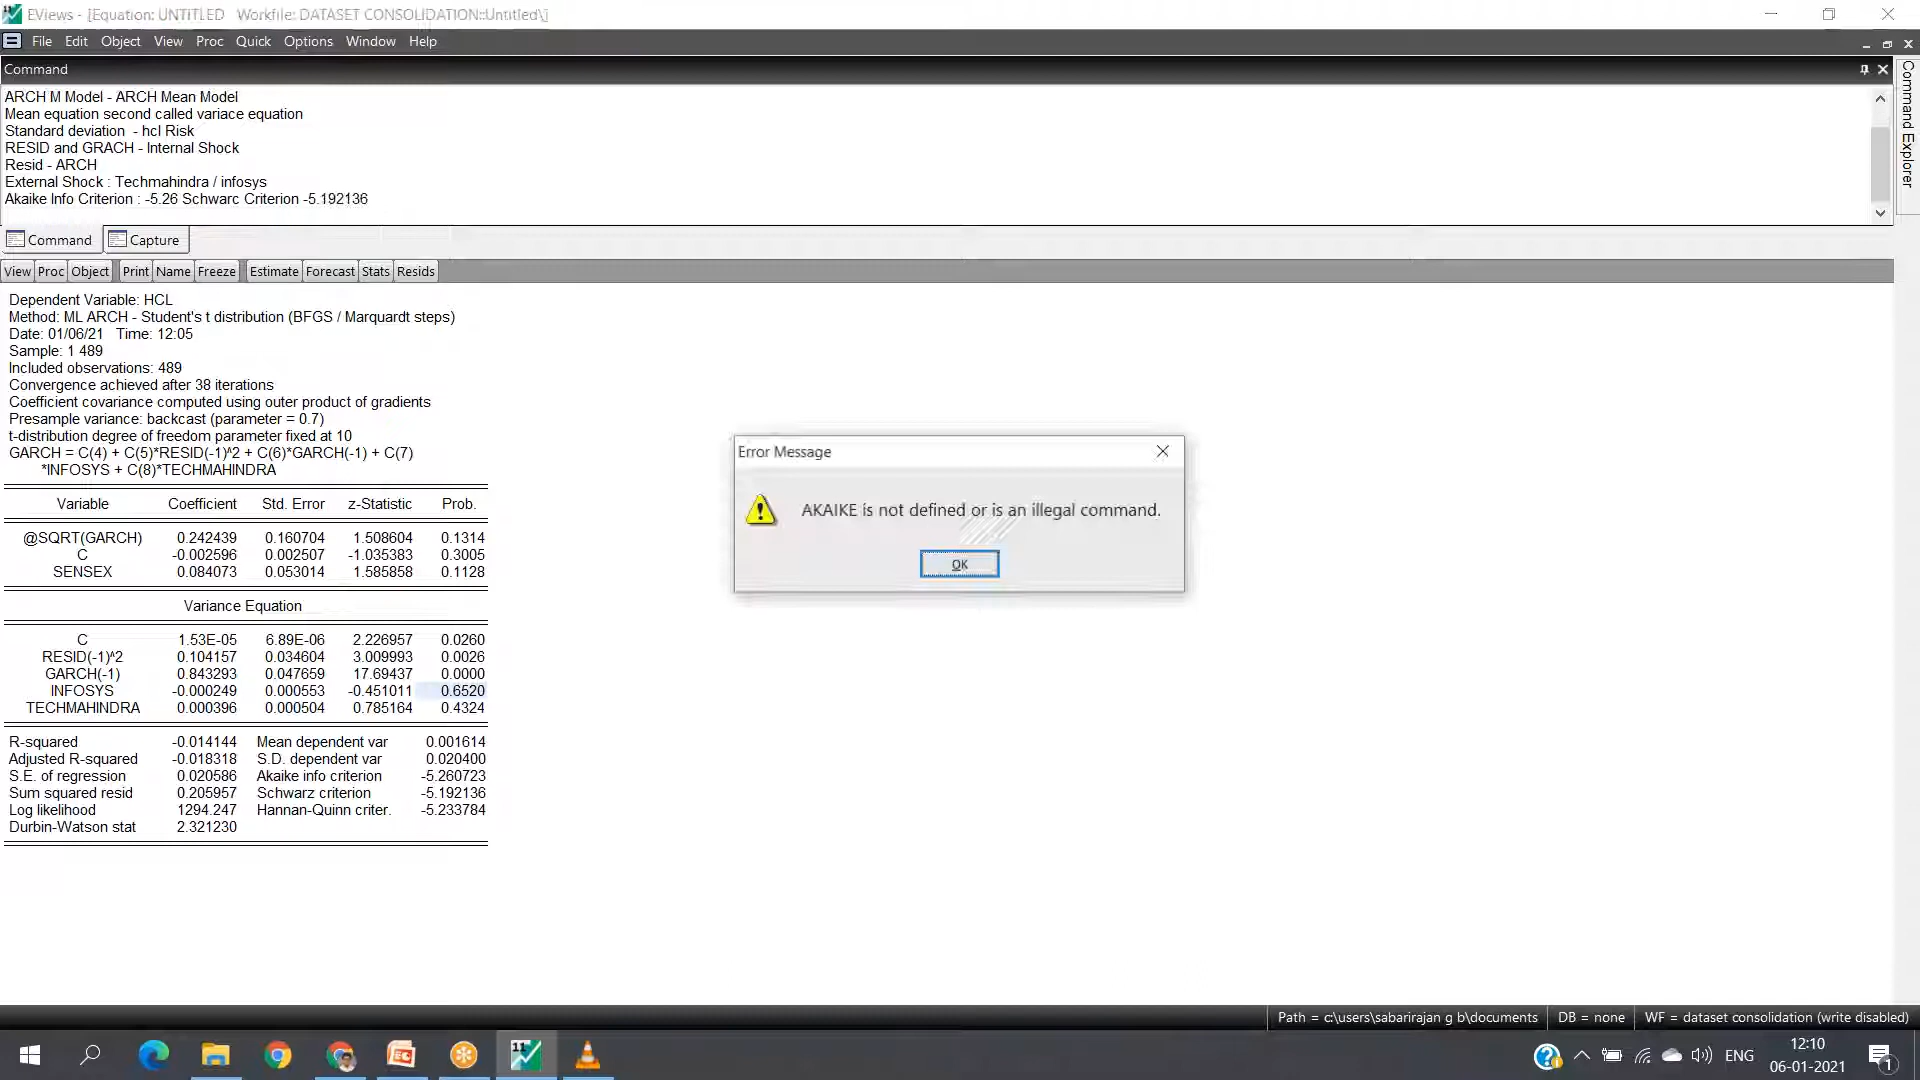 EViews - [Equation: UNTITLED   Workfile: DATASET CONSOLIDATION::Untitled\]
File Edit Object View Proc Quick Options Window Help
Command
ARCH M Model - ARCH Mean Model
Mean equation second called variace equation
Standard deviation  - hcl Risk
RESID and GRACH - Internal Shock
Resid - ARCH
External Shock : Techmahindra / infosys
Akaike Info Criterion : -5.26 Schwarc Criterion -5.192136
Command Explorer
Command Capture
View Proc Object Print Name Freeze Estimate Forecast Stats Resids
Dependent Variable: HCL
Method: ML ARCH - Student's t distribution (BFGS / Marquardt steps)
Date: 01/06/21   Time: 12:05
Sample: 1 489
Included observations: 489
Convergence achieved after 38 iterations
Coefficient covariance computed using outer product of gradients
Presample variance: backcast (parameter = 0.7)
t-distribution degree of freedom parameter fixed at 10
GARCH = C(4) + C(5)*RESID(-1)^2 + C(6)*GARCH(-1) + C(7)
*INFOSYS + C(8)*TECHMAHINDRA
Variable Coefficient Std. Error z-Statistic Prob.
@SQRT(GARCH) 0.242439 0.160704 1.508604 0.1314
C -0.002596 0.002507 -1.035383 0.3005
SENSEX 0.084073 0.053014 1.585858 0.1128
Variance Equation
C 1.53E-05 6.89E-06 2.226957 0.0260
RESID(-1)^2 0.104157 0.034604 3.009993 0.0026
GARCH(-1) 0.843293 0.047659 17.69437 0.0000
INFOSYS -0.000249 0.000553 -0.451011 0.6520
TECHMAHINDRA 0.000396 0.000504 0.785164 0.4324
R-squared -0.014144 Mean dependent var 0.001614
Adjusted R-squared -0.018318 S.D. dependent var 0.020400
S.E. of regression 0.020586 Akaike info criterion -5.260723
Sum squared resid 0.205957 Schwarz criterion -5.192136
Log likelihood 1294.247 Hannan-Quinn criter. -5.233784
Durbin-Watson stat 2.321230
Error Message
AKAIKE is not defined or is an illegal command.
OK
Path = c:\users\sabarirajan g b\documents DB = none WF = dataset consolidation (write disabled)
11
ENG
12:10
06-01-2021
1